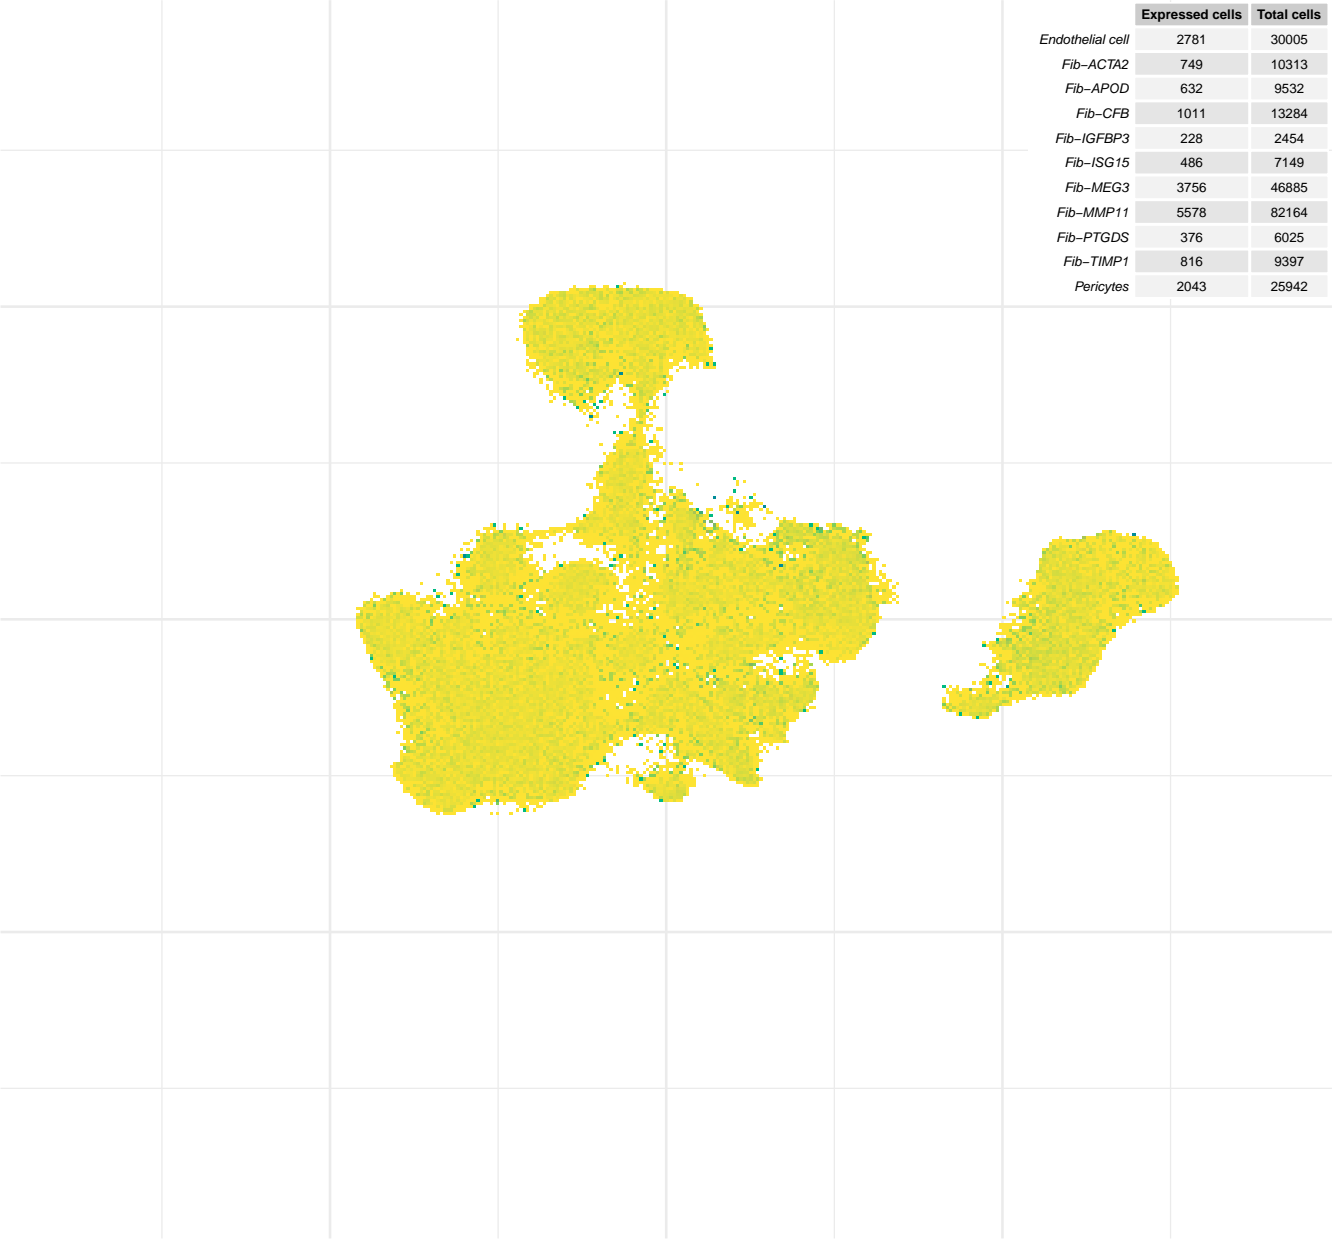 Expressed cells Total cells
Endothelial cell 2781 30005
Fib−ACTA2 749 10313
Fib−APOD 632 9532
Fib−CFB 1011 13284
Fib−IGFBP3 228 2454
Fib−ISG15 486 7149
Fib−MEG3 3756 46885
Fib−MMP11 5578 82164
Fib−PTGDS 376 6025
Fib−TIMP1 816 9397
Pericytes 2043 25942